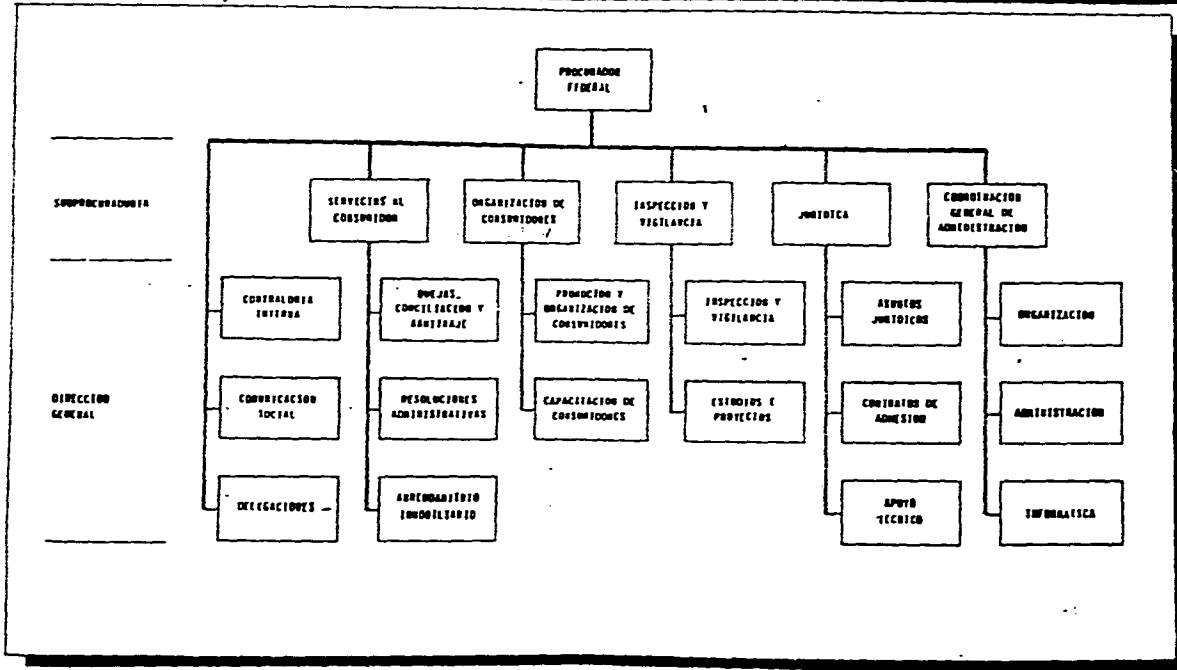 PROCURADOR
FEDERAL
SUBPROCURADURIA
SERVICIOS AL
CONSUMIDOR
ORGANIZACION DE
CONSUMIDORES
INSPECCION Y
VIGILANCIA
JURIDICA
COORDINACION
GENERAL DE
ADMINISTRACION
DIRECCION
GENERAL
CONTRALORIA
INTERNA
QUEJAS,
CONCILIACION Y
ARBITRAJE
PROMOCION Y
ORGANIZACION DE
CONSUMIDORES
INSPECCION Y
VIGILANCIA
ASUNTOS
JURIDICOS
ORGANIZACION
COMUNICACION
SOCIAL
RESOLUCIONES
ADMINISTRATIVAS
CAPACITACION DE
CONSUMIDORES
ESTUDIOS E
PROYECTOS
CONTRATOS DE
ADHESION
ADMINISTRACION
DELEGACIONES
ARRENDAMIENTO
INMOBILIARIO
APOYO
TECNICO
INFORMATICA